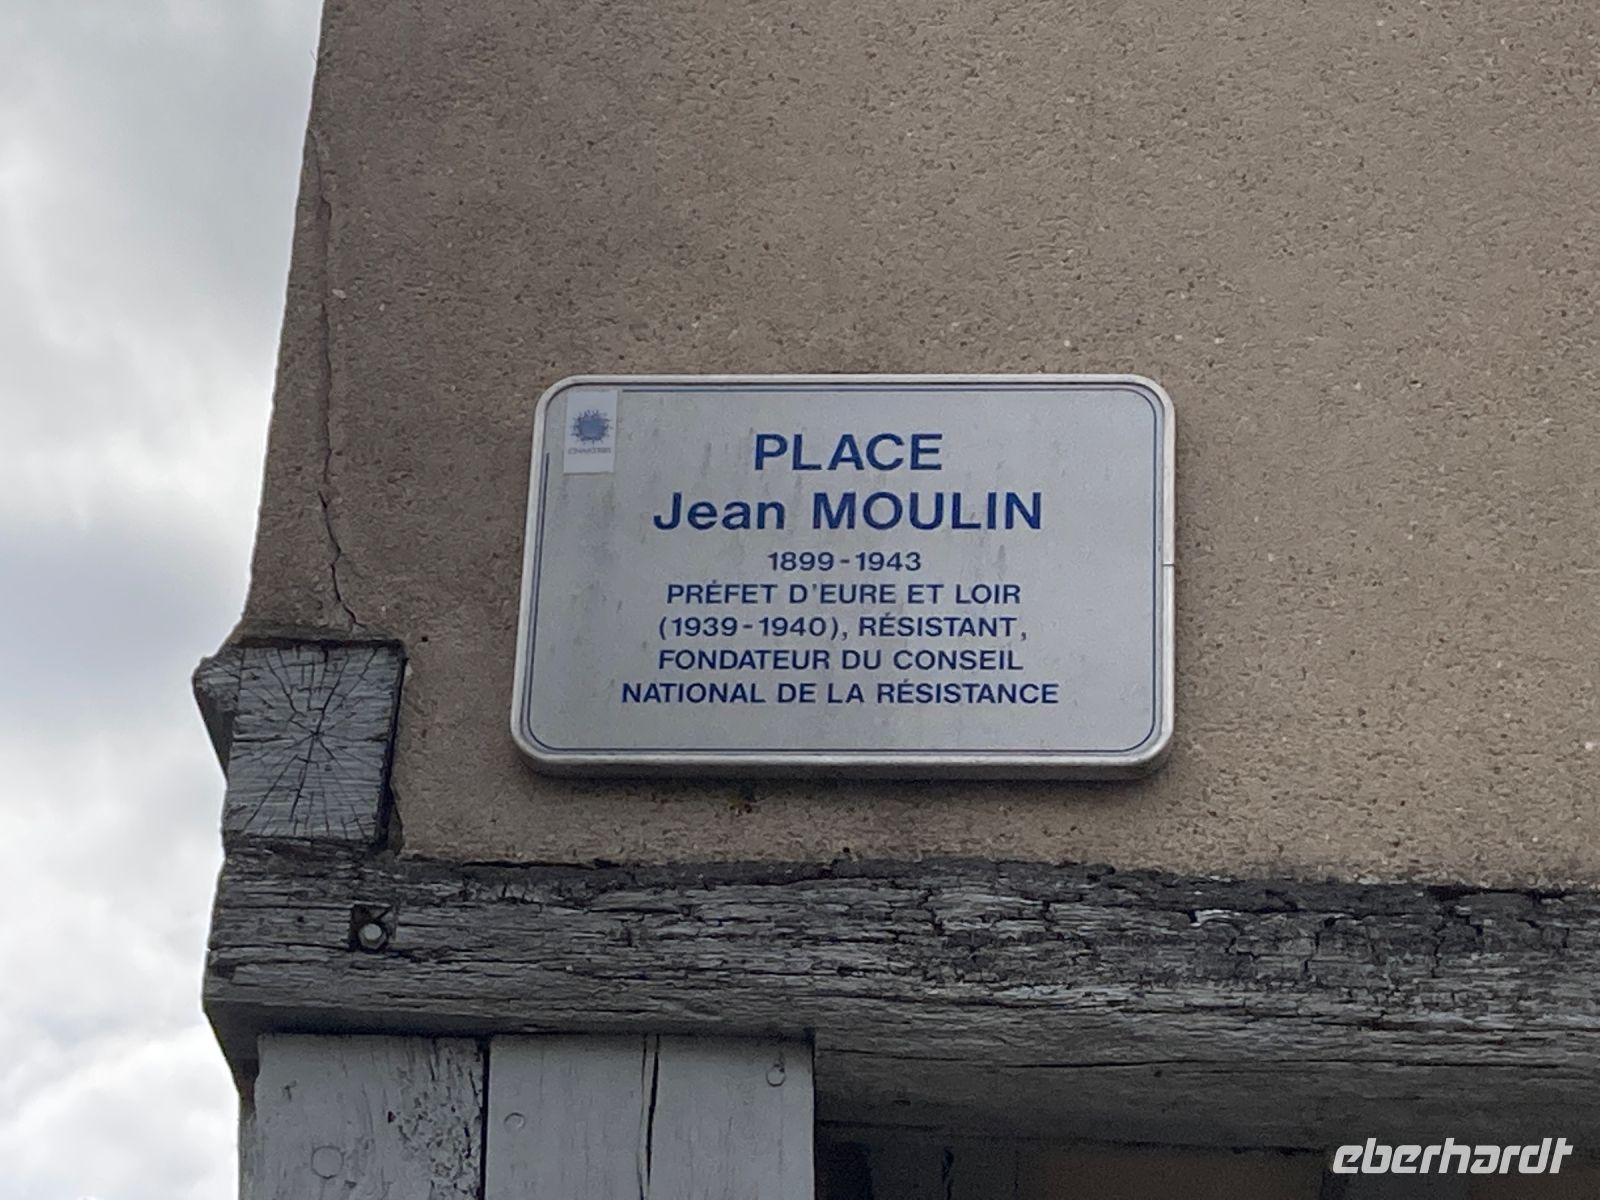 CHARTRES
PLACE
Jean MOULIN
1899-1943
PRÉFET D'EURE ET LOIR
(1939-1940), RÉSISTANT,
FONDATEUR DU CONSEIL
NATIONAL DE LA RÉSISTANCE
eberhardt